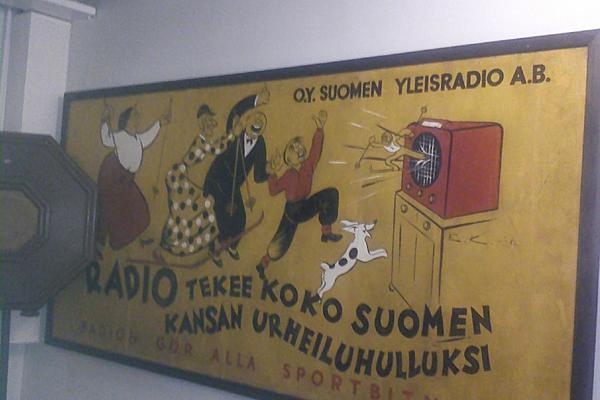 O.Y. SUOMEN YLEISRADIO A.B.
RADIO TEKEE KOKO SUOMEN
KANSAN URHEILUHULLUKSI
RADION GÖR ALLA SPORTBIT